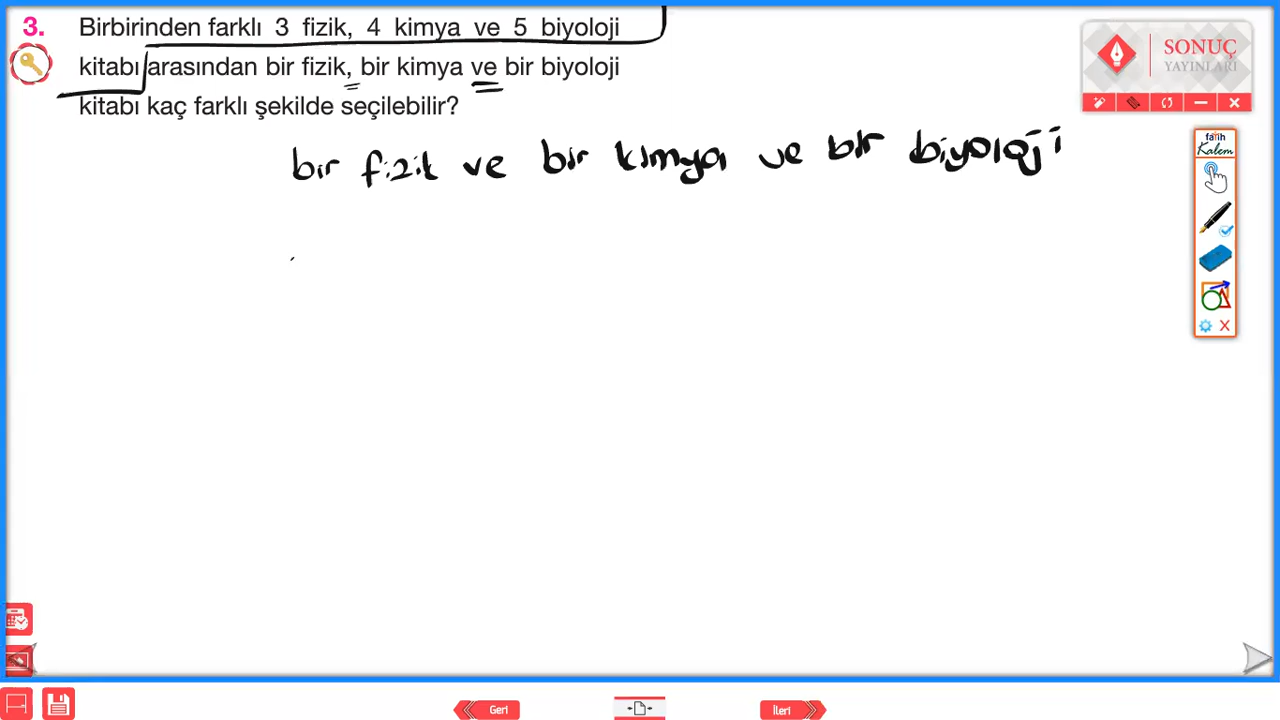 3. Birbirinden farklı 3 fizik, 4 kimya ve 5 biyoloji
kitabı arasından bir fizik, bir kimya ve bir biyoloji
kitabı kaç farklı şekilde seçilebilir?
bir fizik ve bir kimya ve bir biyoloji
SONUÇ
YAYINLARI
fatih
Kalem
Geri
İleri